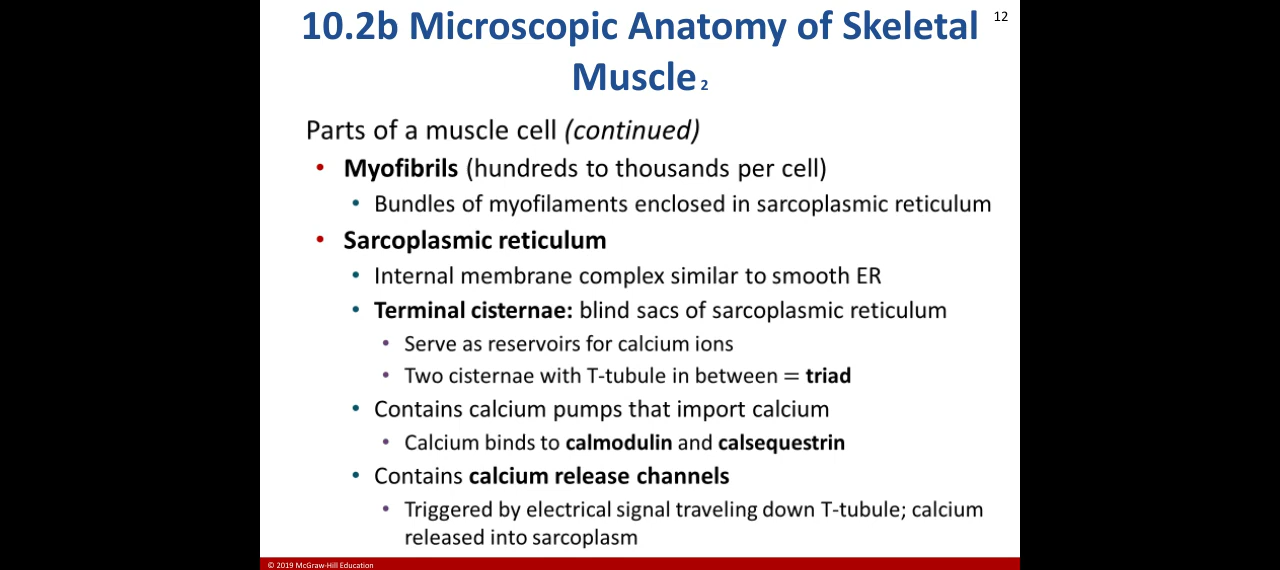 10.2b Microscopic Anatomy of Skeletal
12
Muscle 2
Parts of a muscle cell (continued)
• Myofibrils (hundreds to thousands per cell)
• Bundles of myofilaments enclosed in sarcoplasmic reticulum
• Sarcoplasmic reticulum
• Internal membrane complex similar to smooth ER
• Terminal cisternae: blind sacs of sarcoplasmic reticulum
• Serve as reservoirs for calcium ions
• Two cisternae with T-tubule in between = triad
• Contains calcium pumps that import calcium
• Calcium binds to calmodulin and calsequestrin
• Contains calcium release channels
• Triggered by electrical signal traveling down T-tubule; calcium
released into sarcoplasm
© 2019 McGraw-Hill Education